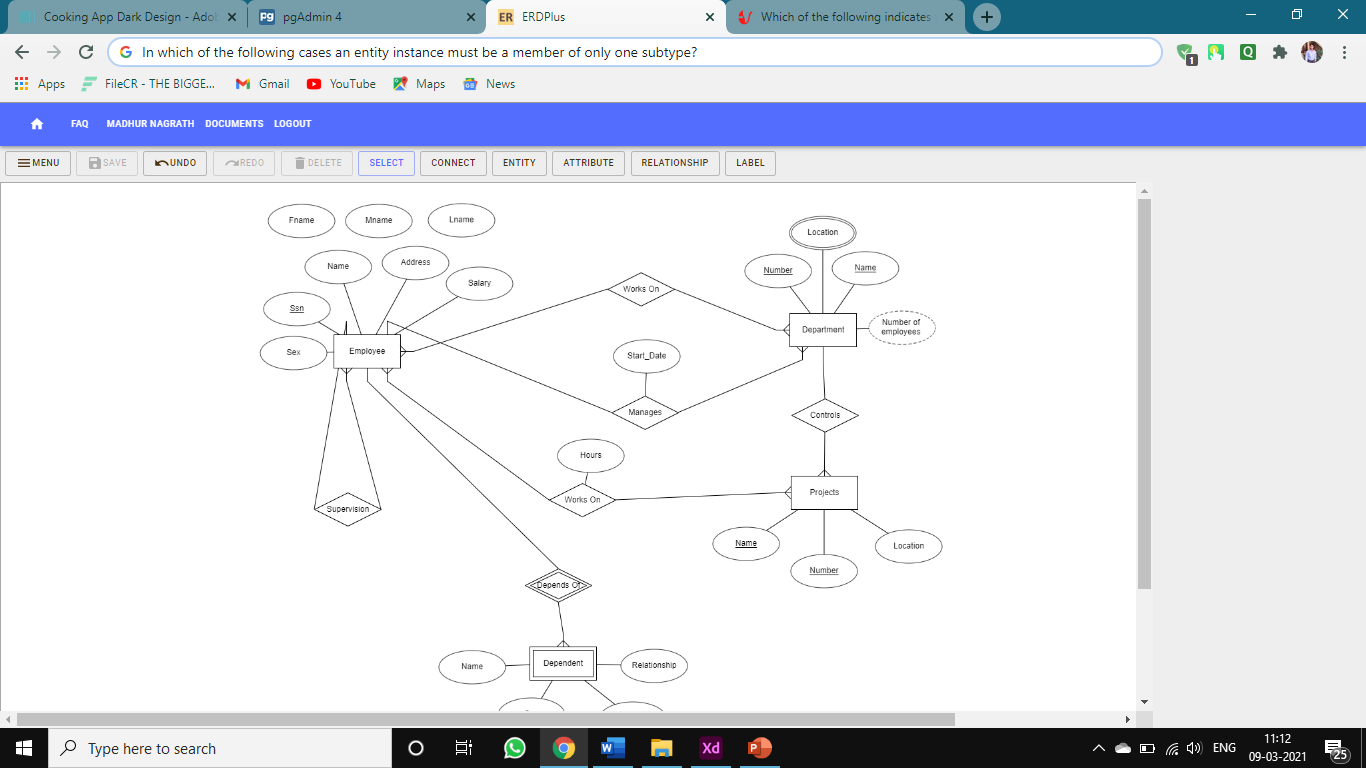 Cooking App Dark Design - Adob
pgAdmin 4
ERDPlus
Which of the following indicates
In which of the following cases an entity instance must be a member of only one subtype?
1
Apps
FileCR - THE BIGGE...
Gmail
YouTube
Maps
News
FAQ
MADHUR NAGRATH
DOCUMENTS
LOGOUT
MENU
SAVE
UNDO
REDO
DELETE
SELECT
CONNECT
ENTITY
ATTRIBUTE
RELATIONSHIP
LABEL
Fname
Mname
Lname
Location
Name
Address
Salary
Number
Name
Works On
Ssn
Sex
Employee
Department
Number of
employees
Start_Date
Manages
Controls
Hours
Works On
Projects
Supervision
Name
Number
Location
Depends Of
Name
Dependent
Relationship
Type here to search
ENG
11:12
09-03-2021
25